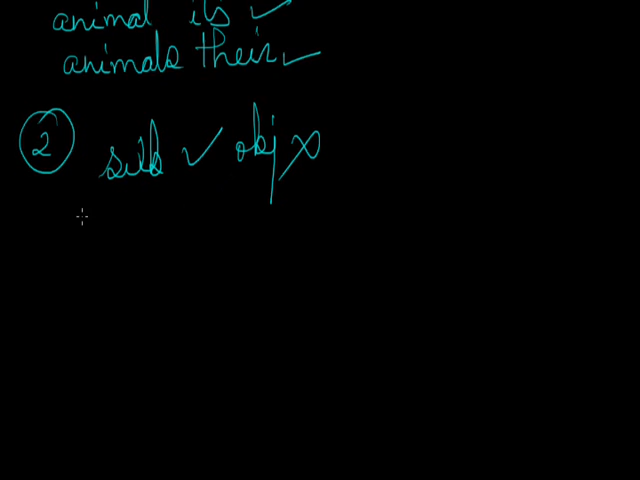 animal its ✓
animals their ✓
2 sub ✓ obj ✗